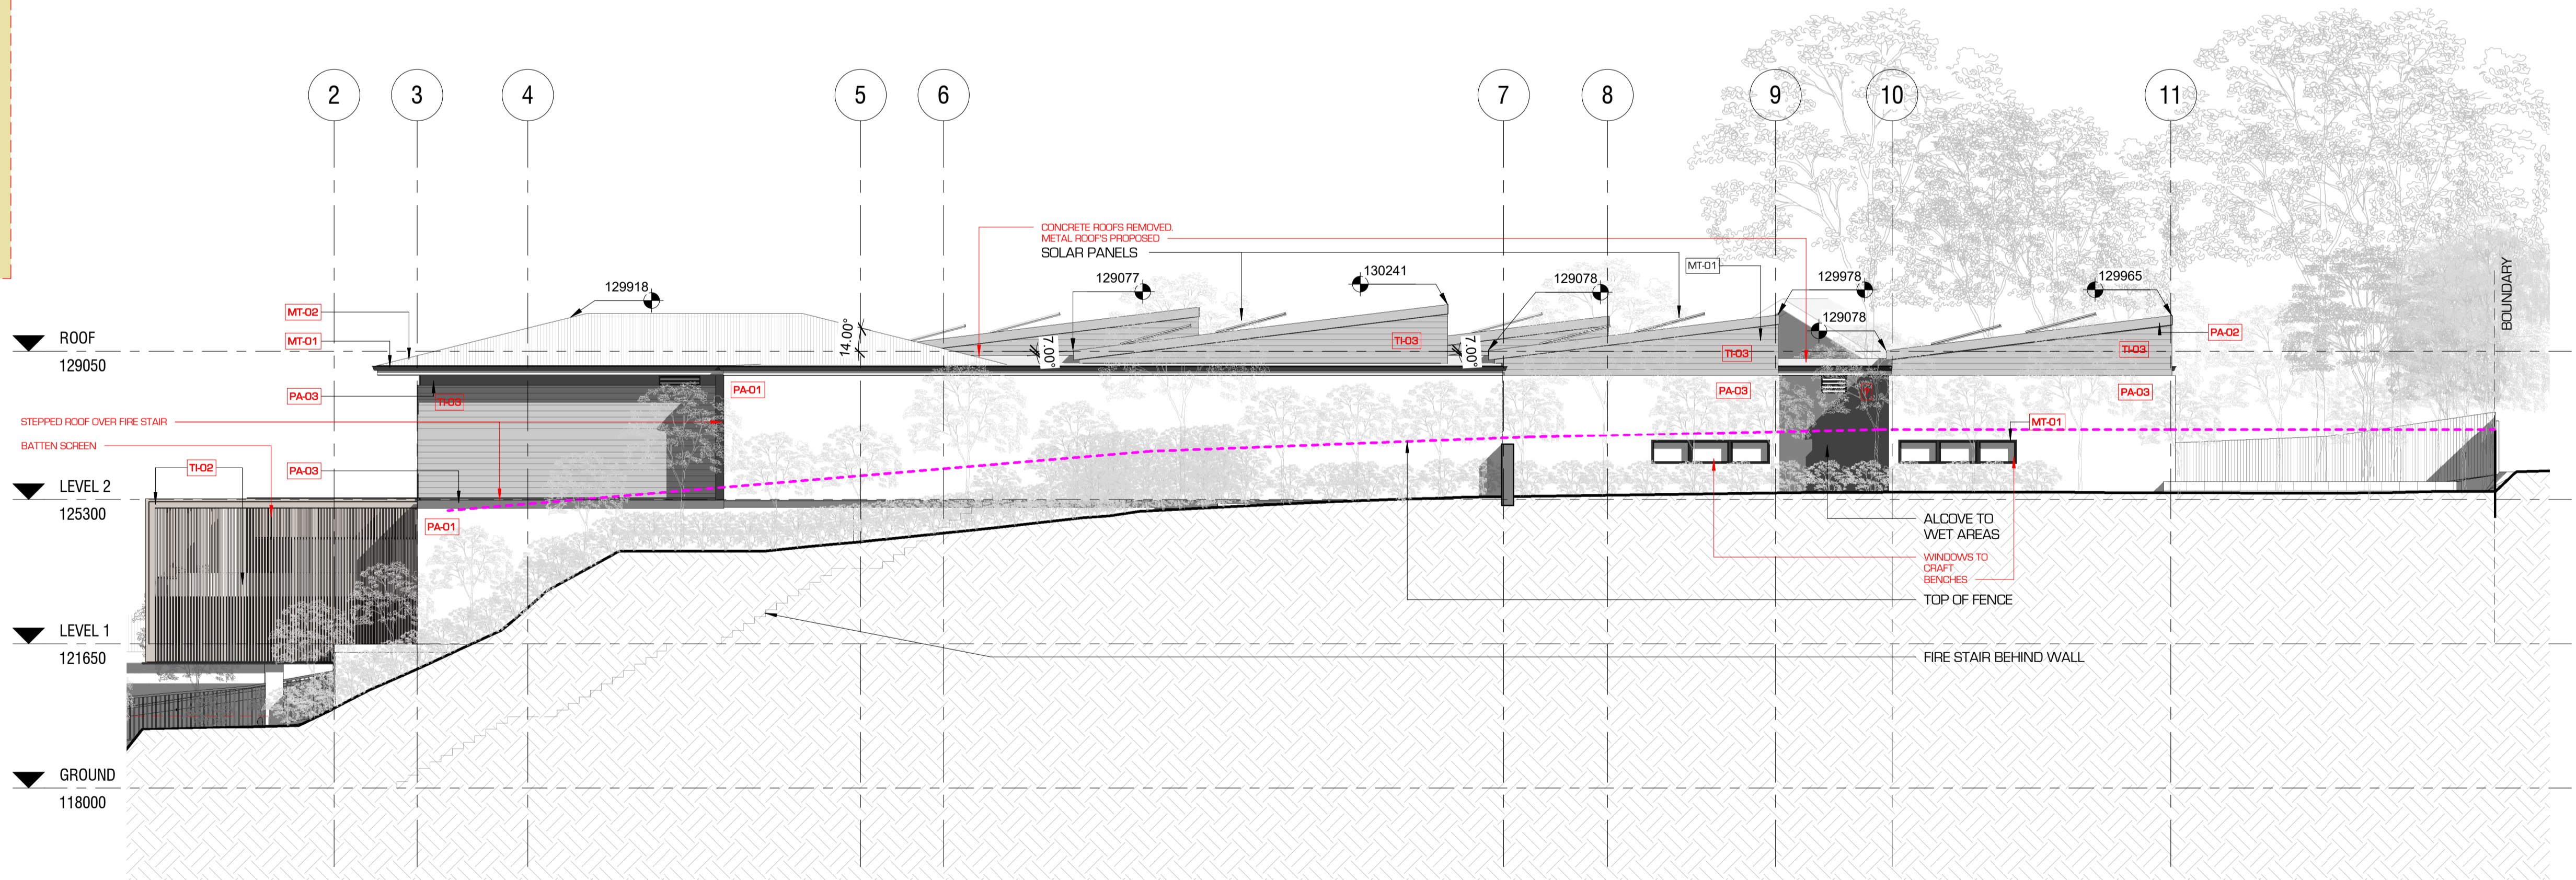 2
3
4
5
6
7
8
9
10
11
BOUNDARY
CONCRETE ROOFS REMOVED.
METAL ROOF'S PROPOSED
SOLAR PANELS
129918
129077
130241
129078
MT-01
129978
129078
129965
PA-02
MT-02
MT-01
14.00°
7.00°
7.00°
TI-03
TI-03
TI-03
ROOF
129050
PA-03
TI-03
PA-01
PA-03
PA-03
STEPPED ROOF OVER FIRE STAIR
BATTEN SCREEN
TI-02
PA-03
MT-01
LEVEL 2
125300
PA-01
ALCOVE TO
WET AREAS
WINDOWS TO
CRAFT
BENCHES
TOP OF FENCE
LEVEL 1
121650
FIRE STAIR BEHIND WALL
GROUND
118000